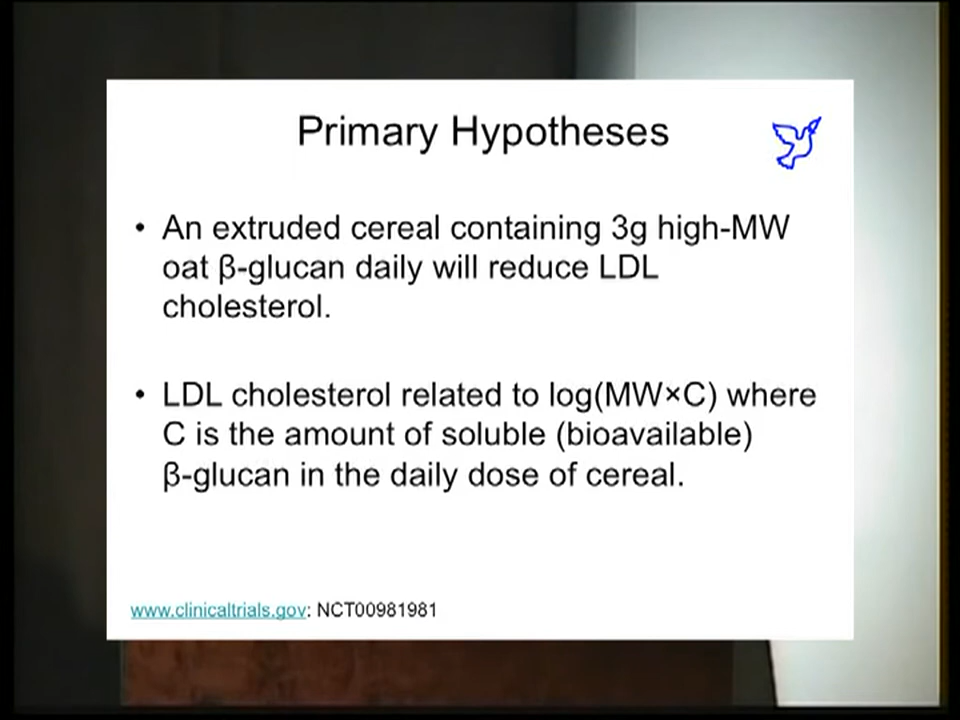 Primary Hypotheses
• An extruded cereal containing 3g high-MW
oat β-glucan daily will reduce LDL
cholesterol.
• LDL cholesterol related to log(MW×C) where
C is the amount of soluble (bioavailable)
β-glucan in the daily dose of cereal.
www.clinicaltrials.gov: NCT00981981